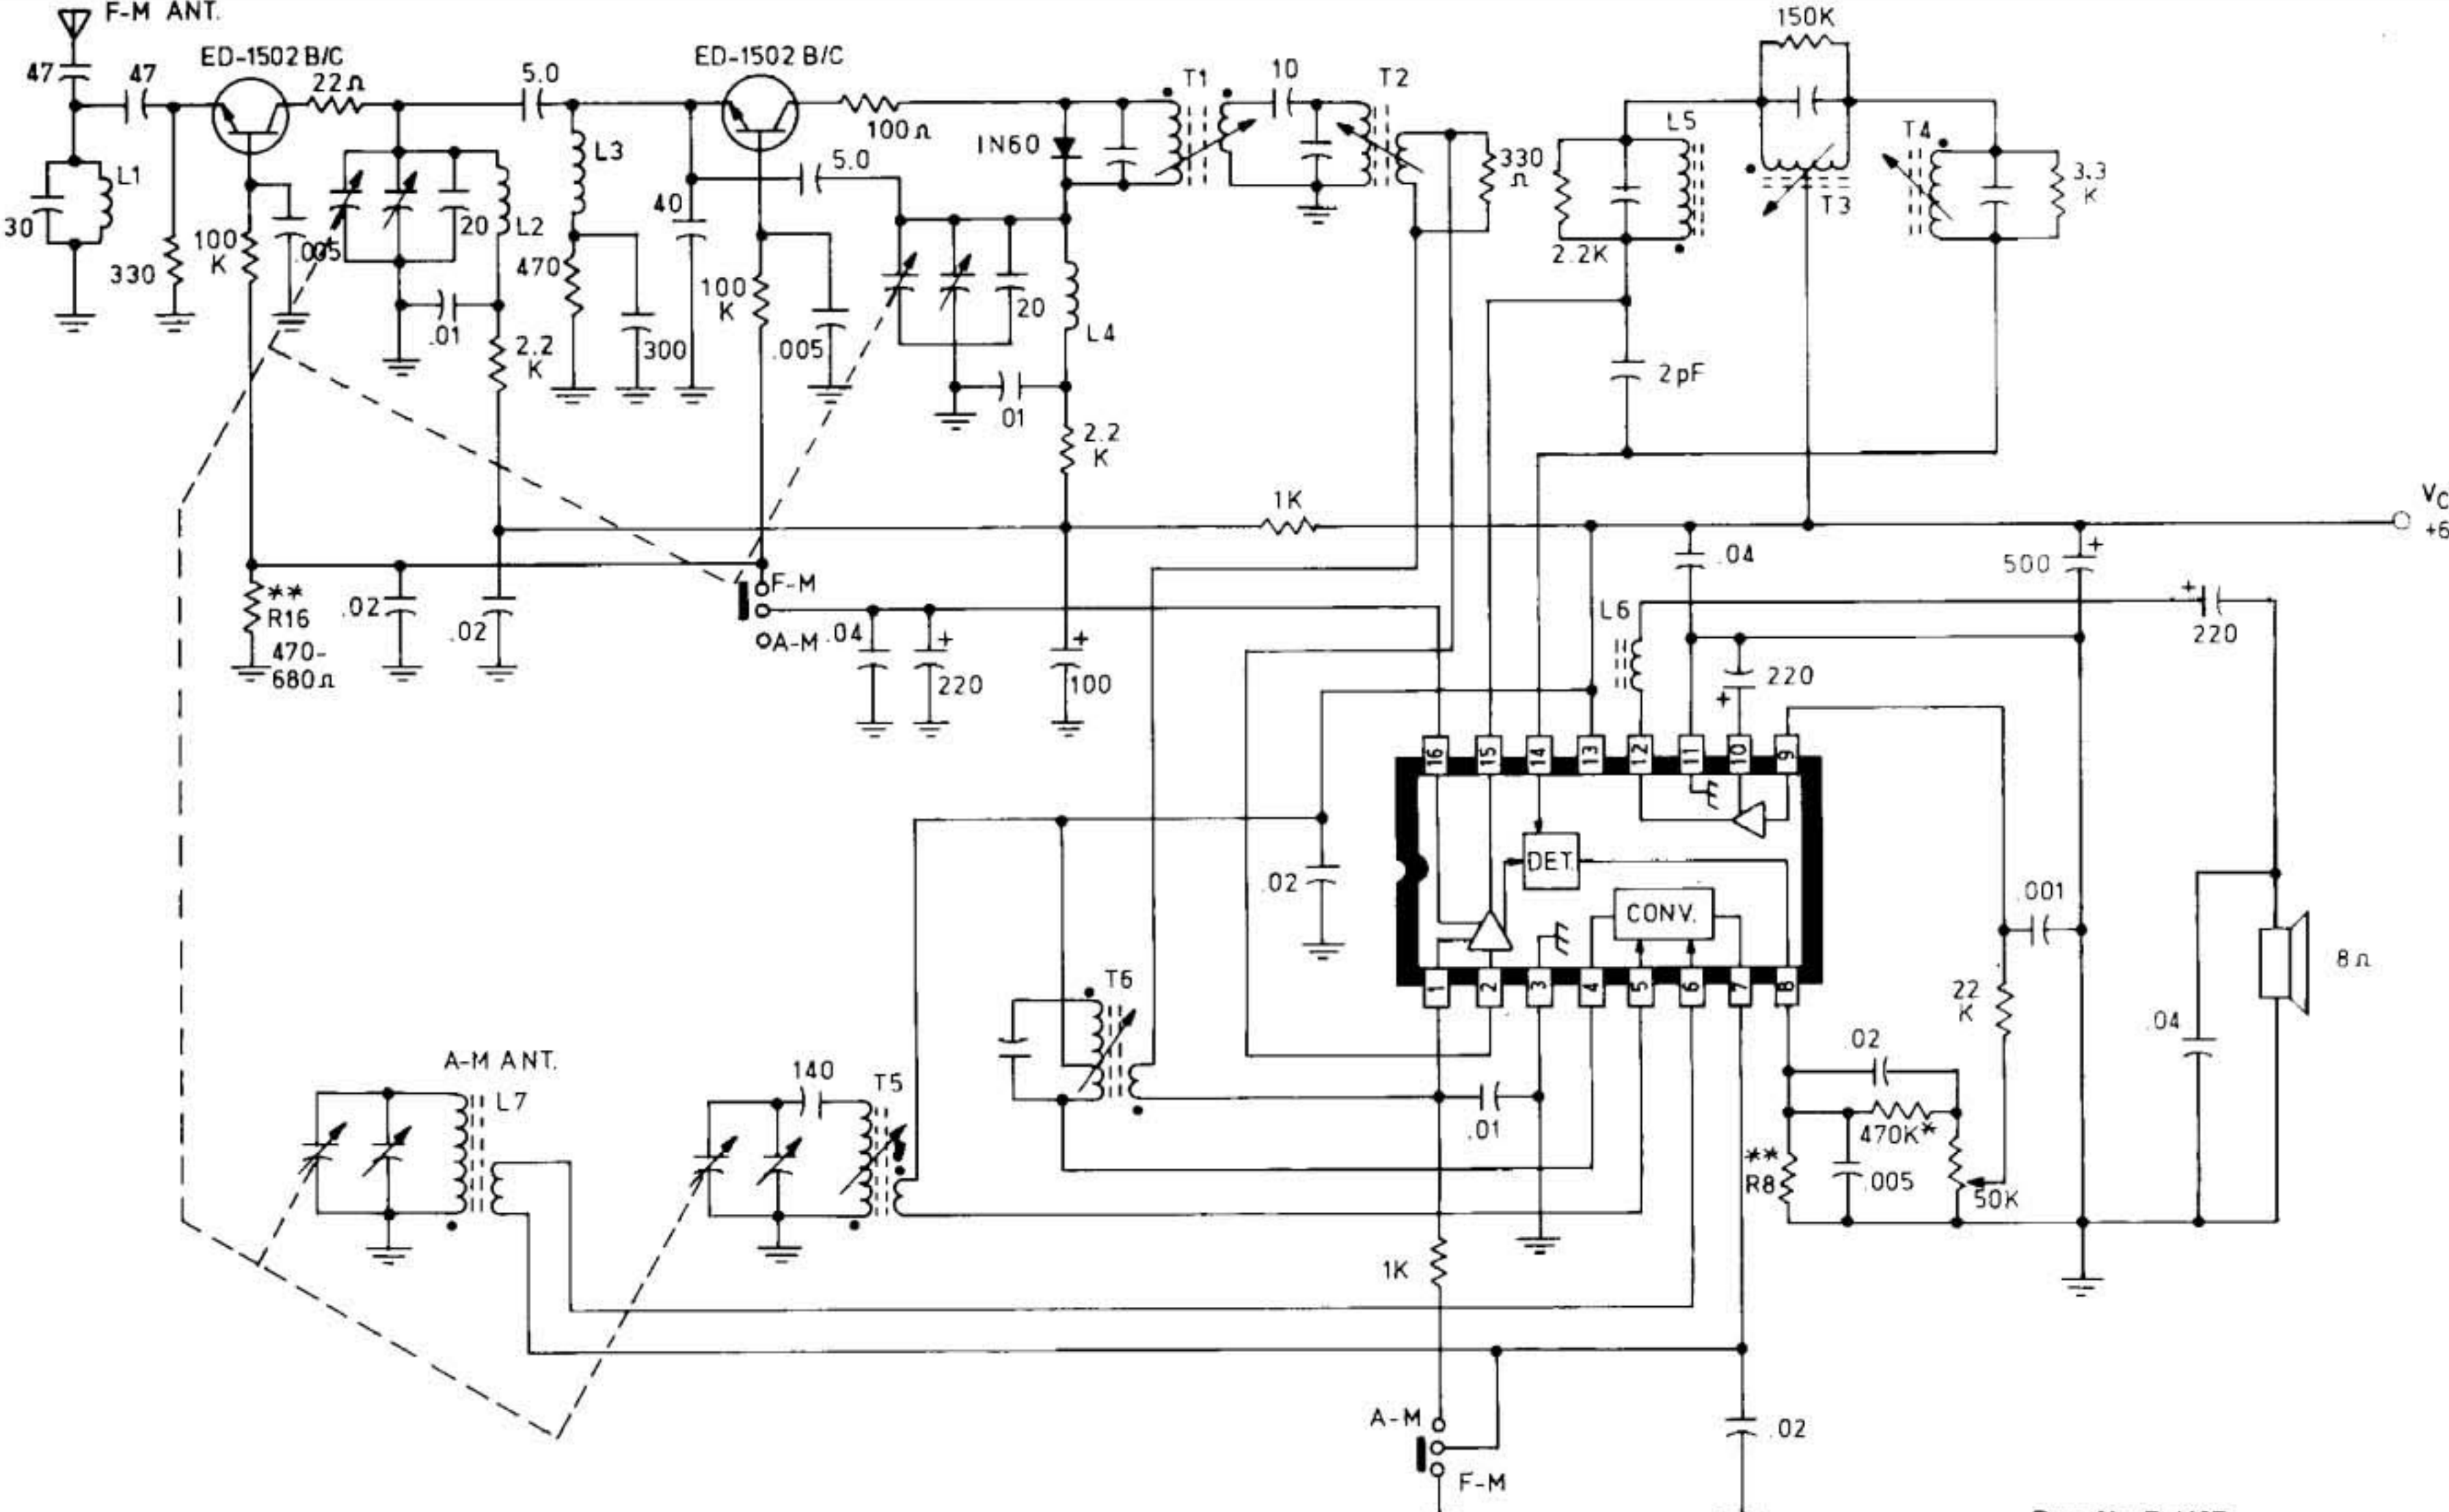 F-M ANT.
ED-1502 B/C
ED-1502 B/C
150K
47
47
22Ω
5.0
T1
10
T2
L5
T4
L1
L3
100Ω
IN60
5.0
330
Ω
3.3
K
T3
30
330
100
K
.005
20
L2
470
40
100
K
2.2K
.01
2.2
K
300
.005
20
L4
2pF
01
2.2
K
1K
+6
.04
500
+
**
R16
470-
680Ω
.02
.02
F-M
A-M
.04
+
220
+
100
L6
+
220
220
+
16
15
14
13
12
11
10
9
DET.
CONV.
1
2
3
4
5
6
7
8
.02
.001
8Ω
T6
22
K
.04
A-M ANT.
L7
140
T5
.01
.02
470K*
**
R8
.005
50K
1K
A-M
F-M
.02